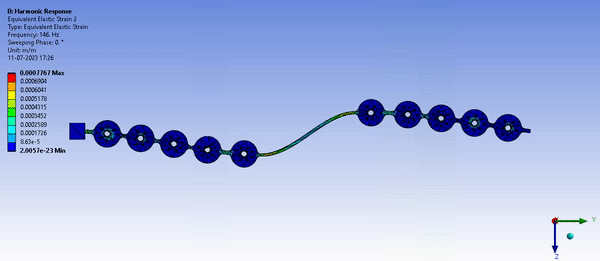 B: Harmonic Response
Equivalent Elastic Strain 2
Type: Equivalent Elastic Strain
Frequency: 146. Hz
Sweeping Phase: 0. °
Unit: m/m
11-07-2023 17:26
0.0007767 Max
0.0006904
0.0006041
0.0005178
0.0004315
0.0003452
0.0002589
0.0001726
8.63e-5
2.0057e-23 Min
Y
Z